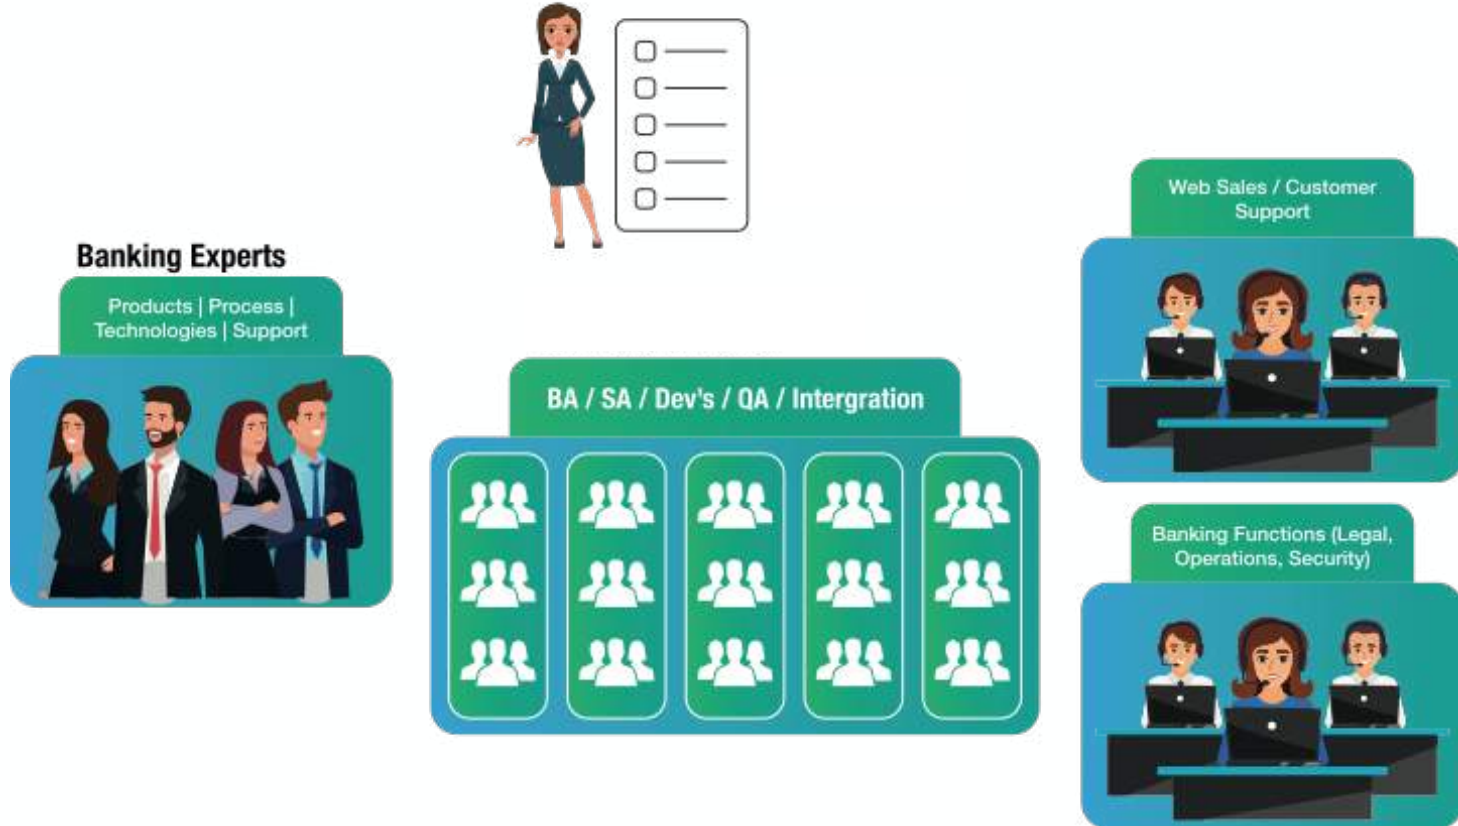 Banking Experts
Products | Process |
Technologies | Support
BA / SA / Dev's / QA / Intergration
Web Sales / Customer
Support
Banking Functions (Legal,
Operations, Security)